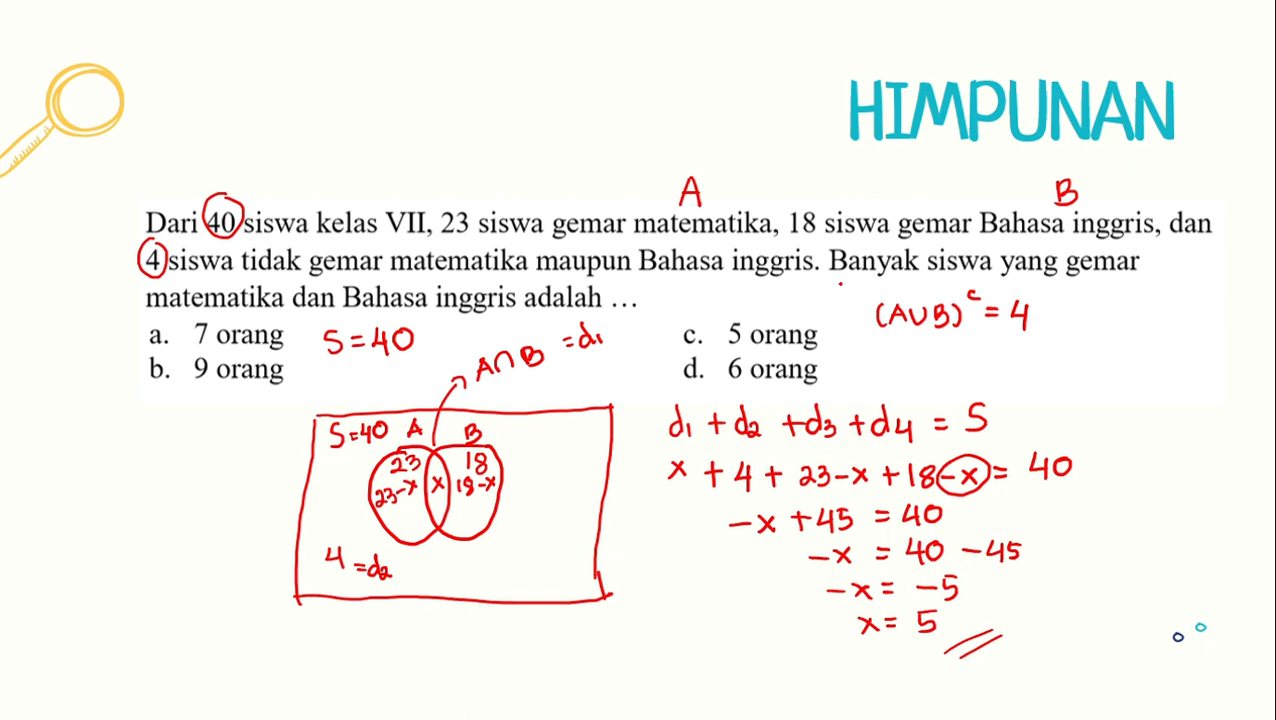 HIMPUNAN
A B
Dari 40 siswa kelas VII, 23 siswa gemar matematika, 18 siswa gemar Bahasa inggris, dan
4 siswa tidak gemar matematika maupun Bahasa inggris. Banyak siswa yang gemar
matematika dan Bahasa inggris adalah …
(A∪B)ᶜ = 4
a. 7 orang
c. 5 orang
b. 9 orang
d. 6 orang
S = 40
A∩B = d₁
S=40 A B
23 18
23-x x 18-x
4 = d₂
d₁ + d₂ + d₃ + d₄ = S
x + 4 + 23-x + 18-x = 40
-x + 45 = 40
-x = 40 - 45
-x = -5
x = 5